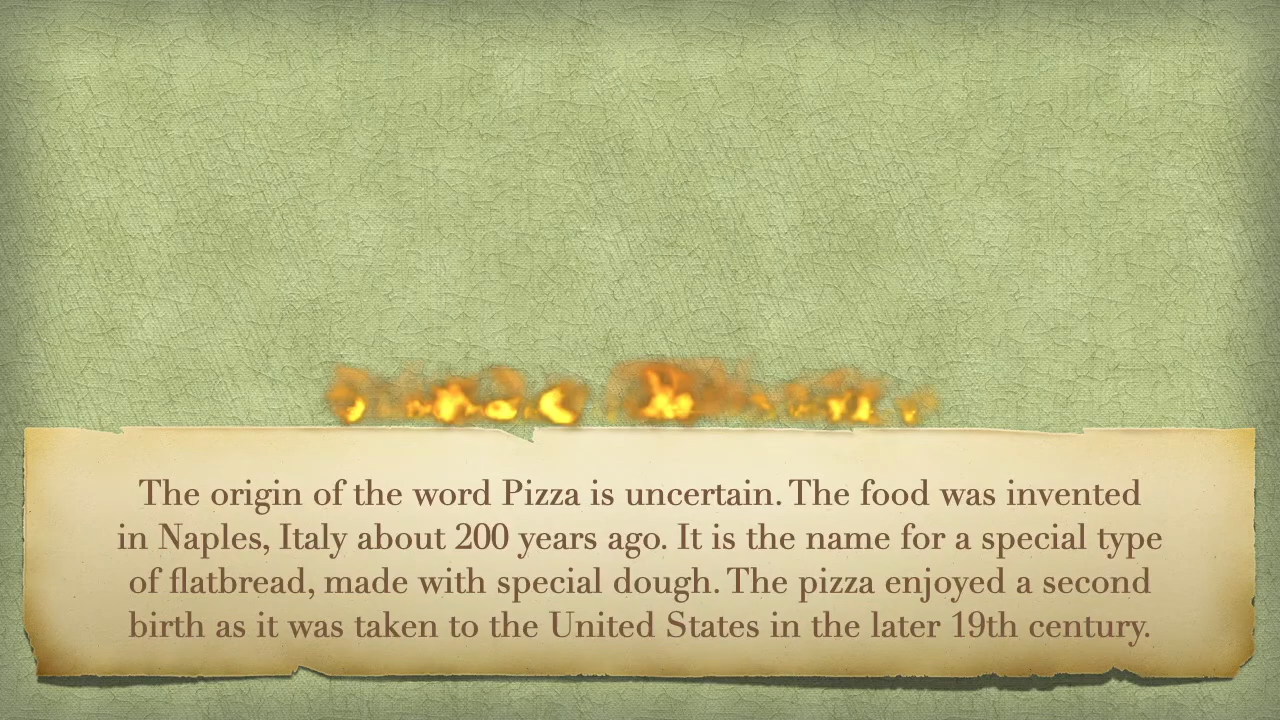 The origin of the word Pizza is uncertain. The food was invented
in Naples, Italy about 200 years ago. It is the name for a special type
of flatbread, made with special dough. The pizza enjoyed a second
birth as it was taken to the United States in the later 19th century.